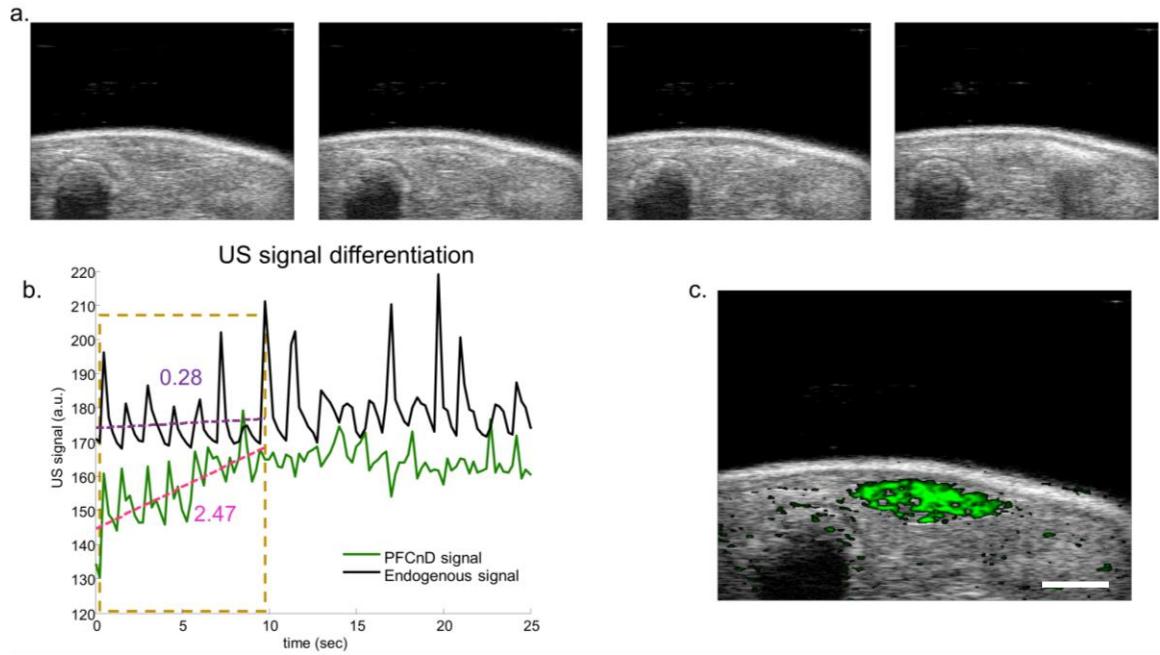 a.
US signal differentiation
b.
c.
220
210
200
190
180
170
160
150
140
130
120
US signal (a.u.)
0.28
2.47
PFCnD signal
Endogenous signal
0 5 10 15 20 25
time (sec)